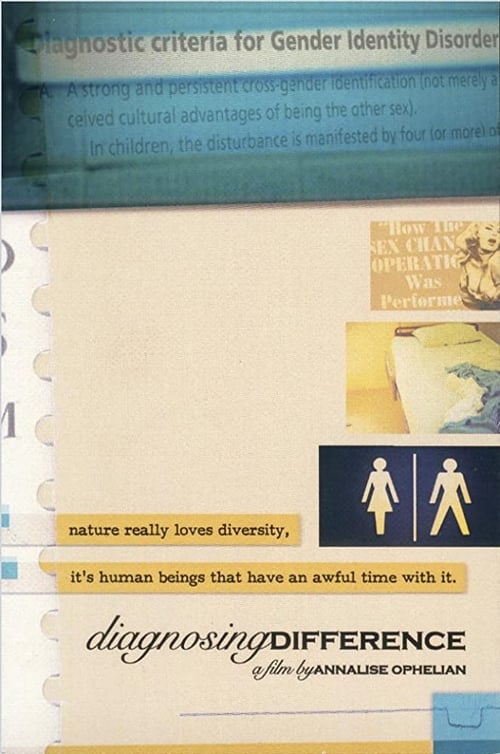 Diagnostic criteria for Gender Identity Disorder
A. A strong and persistent cross-gender identification (not merely a
ceived cultural advantages of being the other sex).
In children, the disturbance is manifested by four (or more) of
"How The
SEX CHAN
OPERATIO
Was
Performe
D
S
M
nature really loves diversity,
it's human beings that have an awful time with it.
diagnosingDIFFERENCE
a film by ANNALISE OPHELIAN